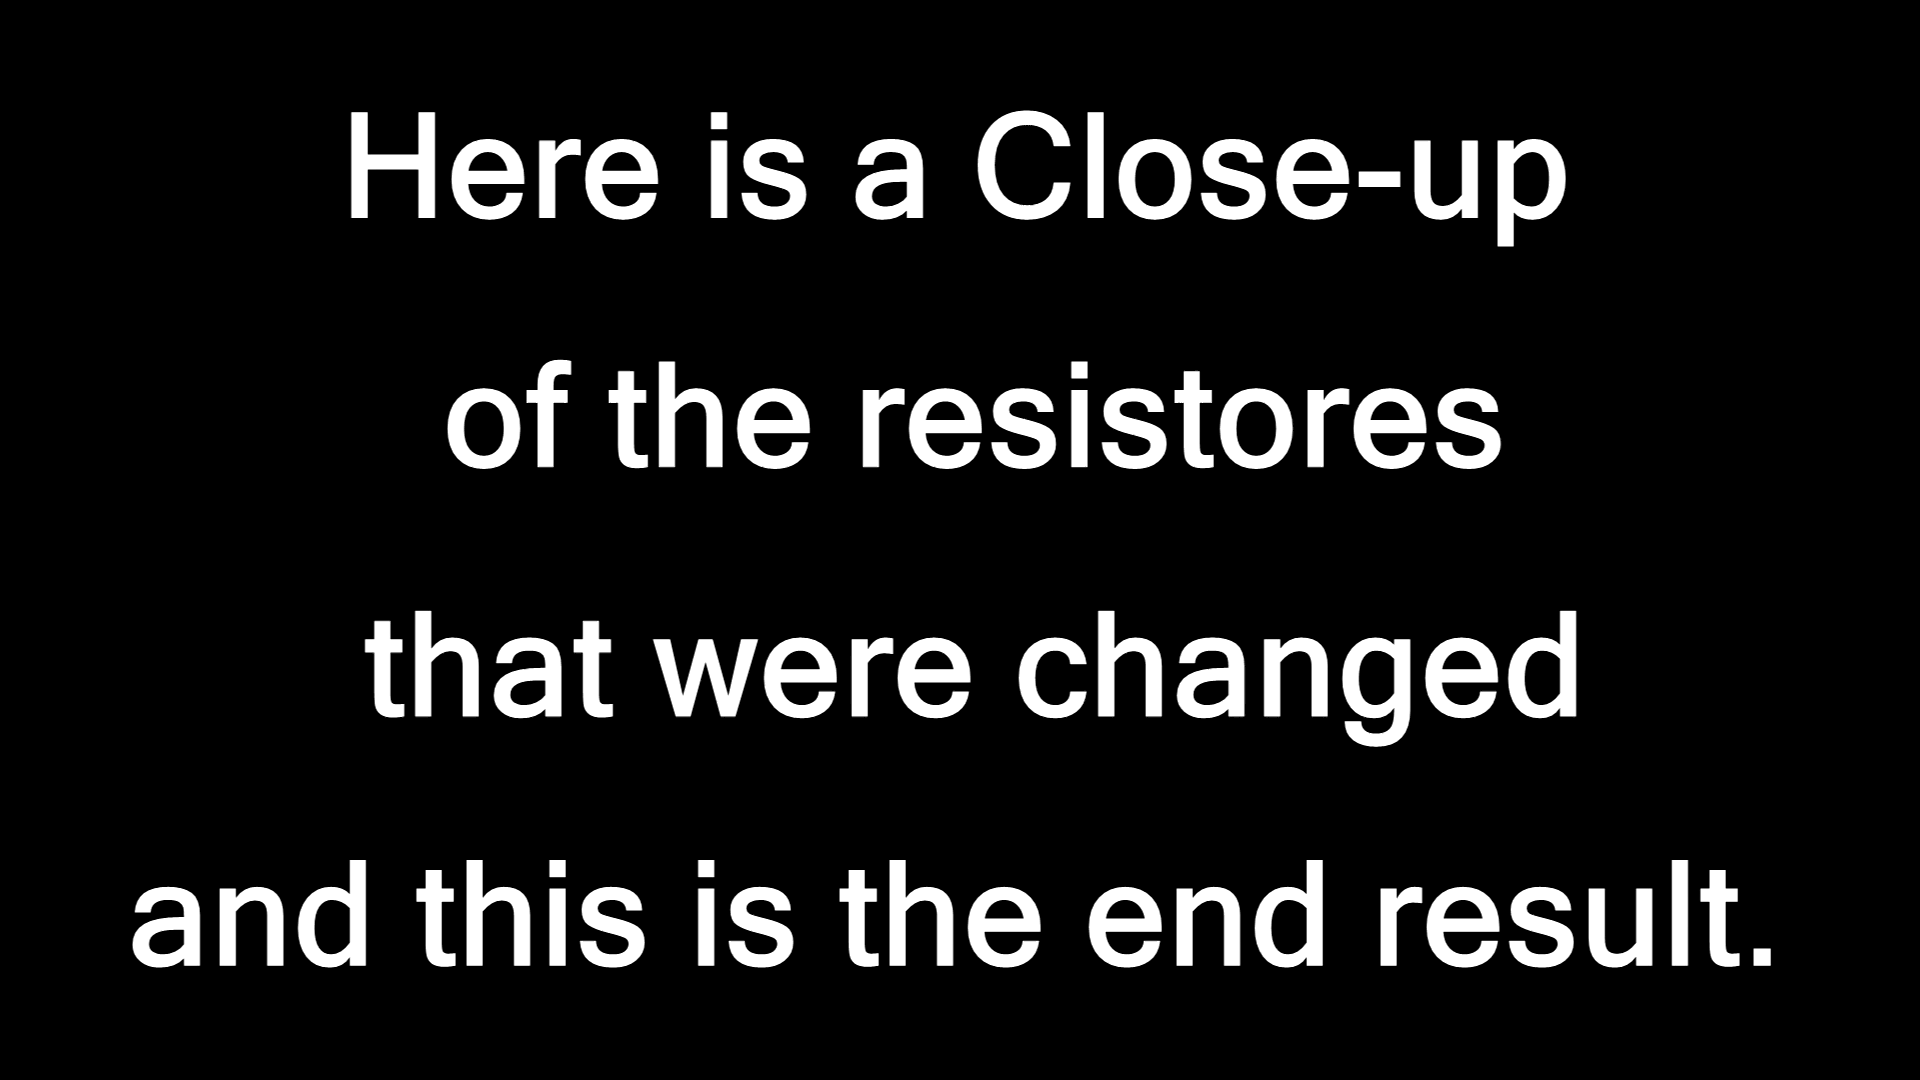 Here is a Close-up
of the resistores
that were changed
and this is the end result.